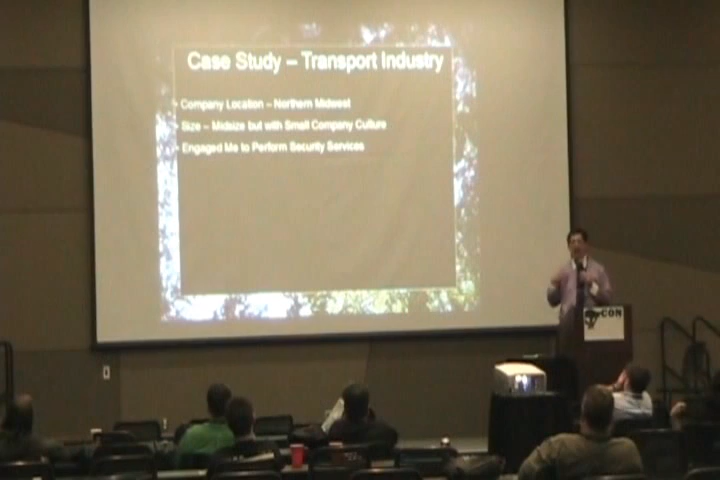 Case Study – Transport Industry
Company Location – Northern Midwest
Size – Midsize but with Small Company Culture
Engaged Me to Perform Security Services
CON